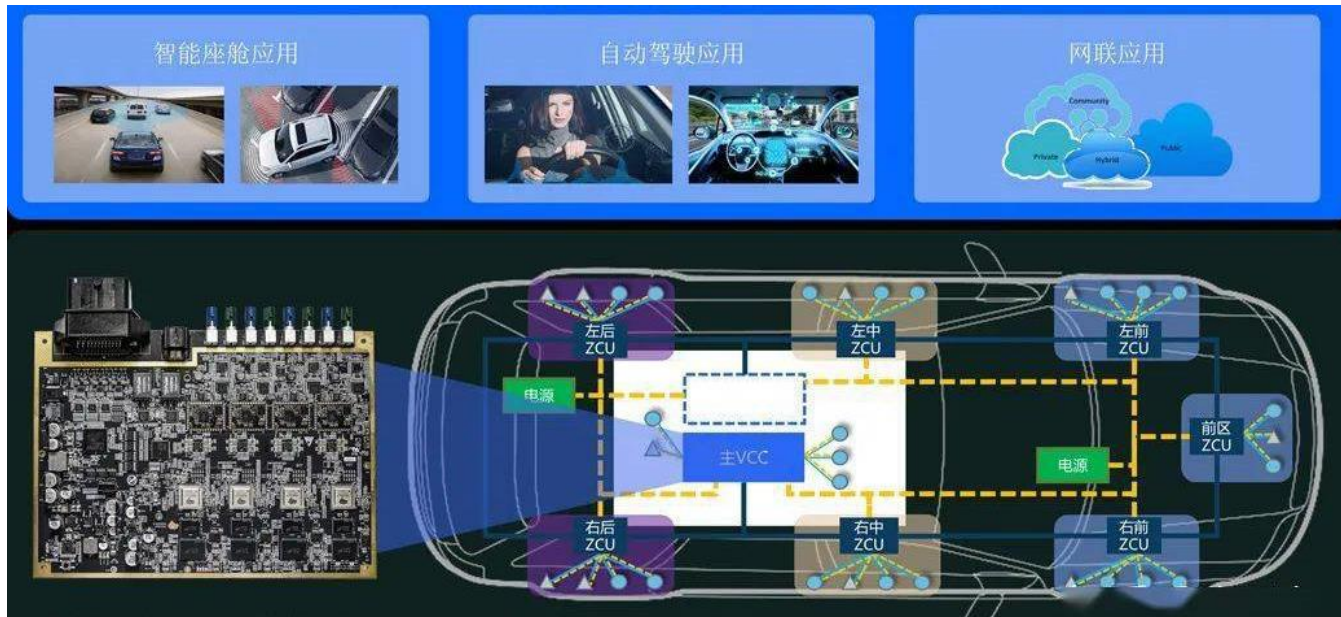 智能座舱应用
自动驾驶应用
网联应用
Community
Private
Hybrid
Public
左后
ZCU
左中
ZCU
左前
ZCU
电源
主VCC
前区
ZCU
电源
右后
ZCU
右中
ZCU
右前
ZCU